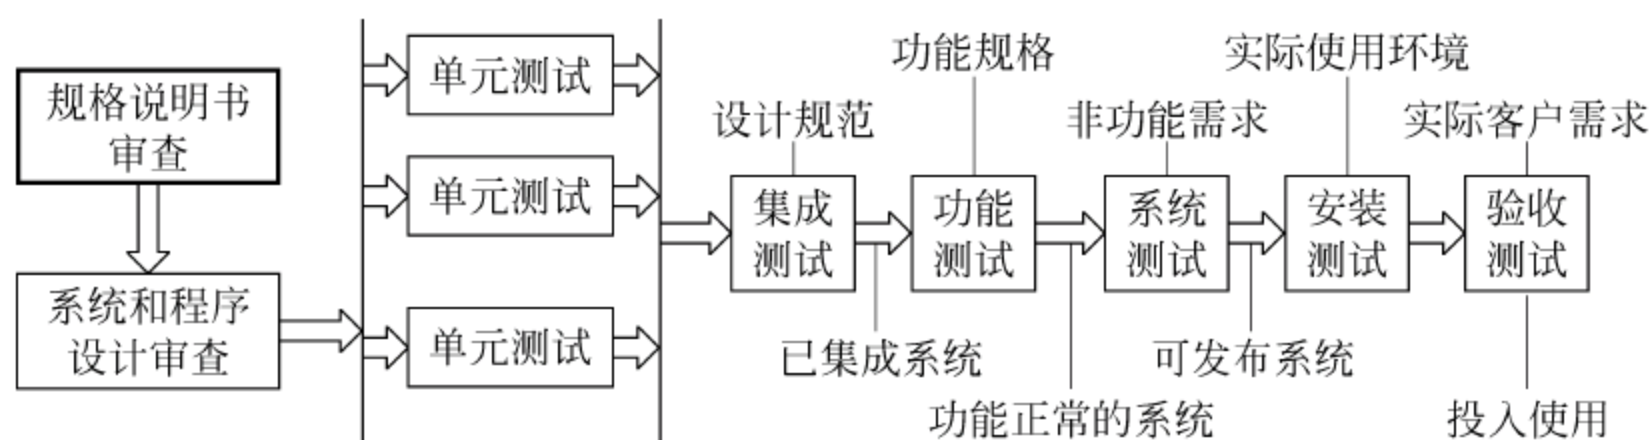 规格说明书
审查
系统和程序
设计审查
单元测试
单元测试
单元测试
设计规范
集成
测试
已集成系统
功能规格
功能
测试
功能正常的系统
非功能需求
系统
测试
可发布系统
实际使用环境
安装
测试
实际客户需求
验收
测试
投入使用